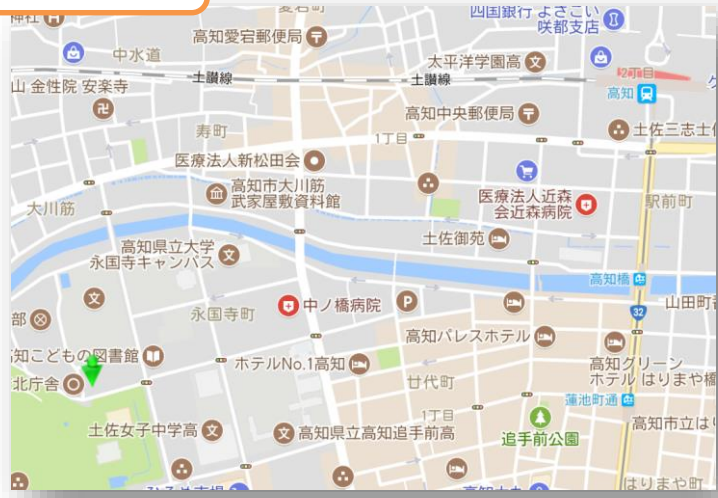 四国銀行 よさこい
咲都支店
高知愛宕郵便局
中水道
太平洋学園高
土讃線
土讃線
2丁目
高知
山 金性院 安楽寺
高知中央郵便局
寿町
1丁目
土佐三志士
医療法人新松田会
高知市大川筋
武家屋敷資料館
医療法人近森
会近森病院
大川筋
駅前町
土佐御苑
高知県立大学
永国寺キャンパス
高知橋
永国寺町
中ノ橋病院
P
32
山田町
部
知こどもの図書館
高知パレスホテル
北庁舎
ホテルNo.1高知
廿代町
高知グリーン
ホテル はりまや橋
蓮池町通
1丁目
土佐女子中学高
高知県立高知追手前高
追手前公園
高知市立は
はりまや町